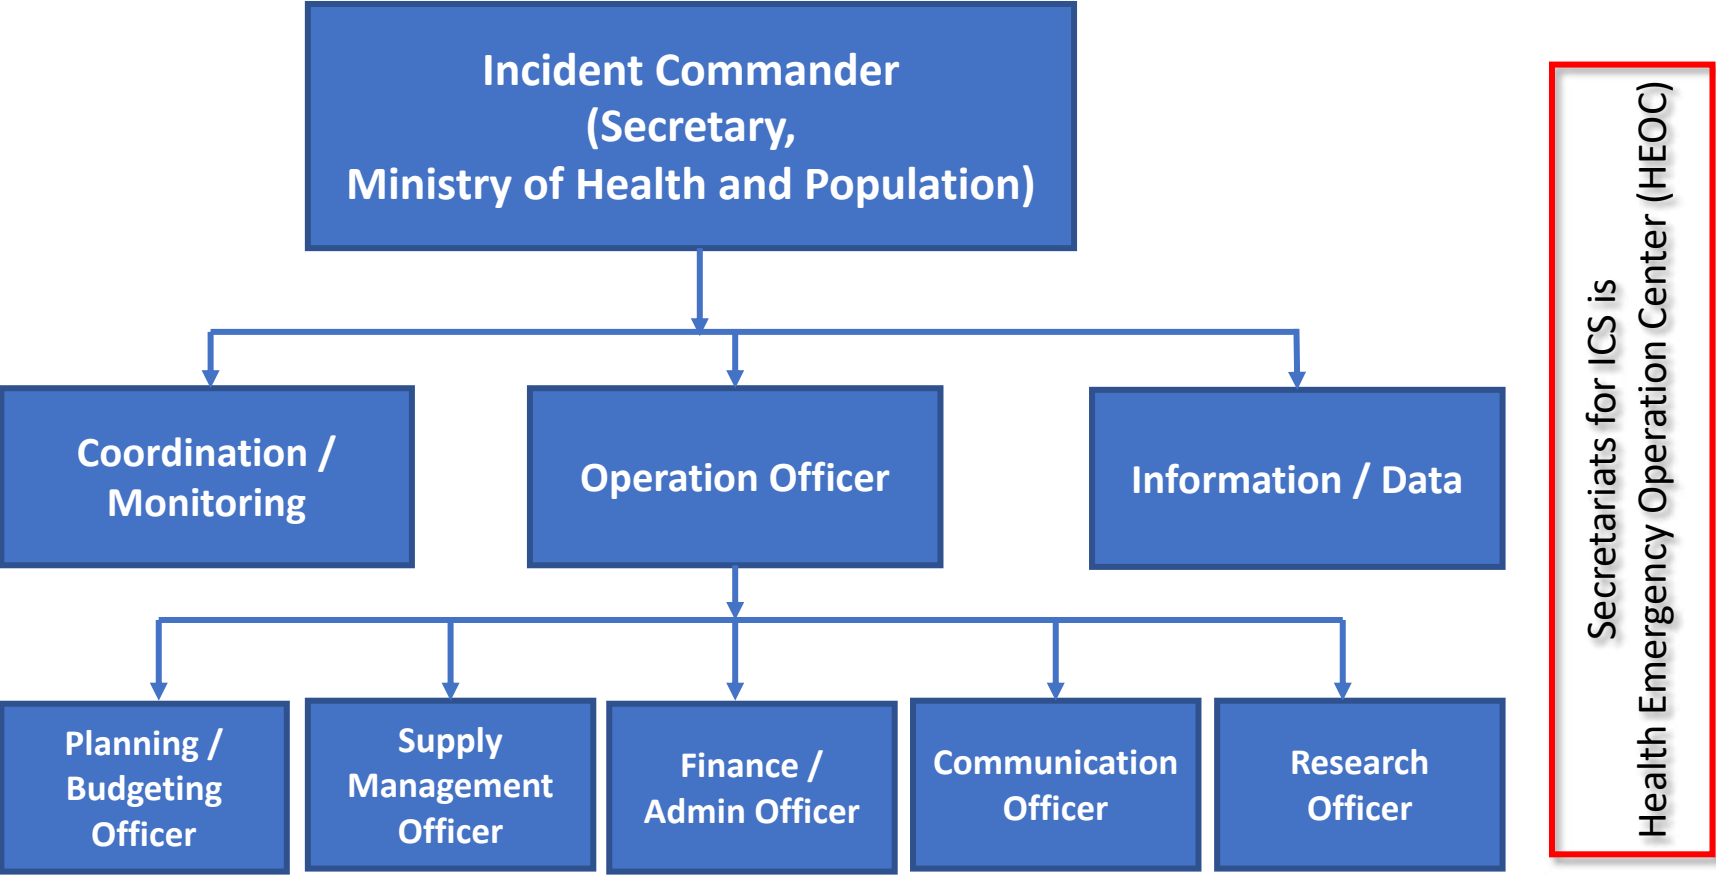 Incident Commander
(Secretary,
Ministry of Health and Population)
Coordination /
Monitoring
Operation Officer
Information / Data
Planning /
Budgeting
Officer
Supply
Management
Officer
Finance /
Admin Officer
Communication
Officer
Research
Officer
Secretariats for ICS is
Health Emergency Operation Center (HEOC)